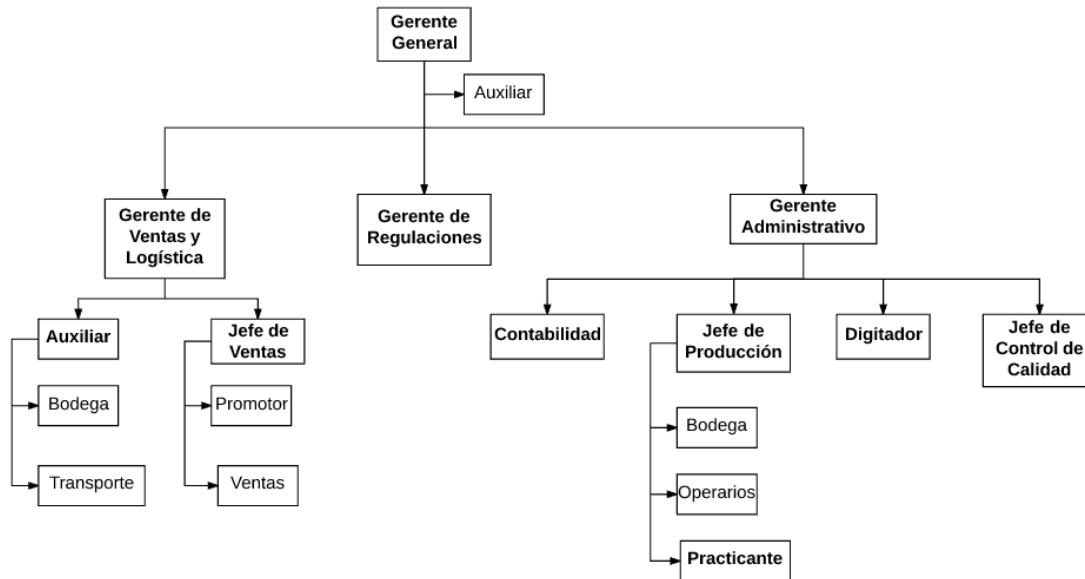 Gerente
General
Auxiliar
Gerente de
Ventas y
Logística
Gerente de
Regulaciones
Gerente
Administrativo
Auxiliar
Jefe de
Ventas
Contabilidad
Jefe de
Producción
Digitador
Jefe de
Control de
Calidad
Bodega
Promotor
Bodega
Transporte
Ventas
Operarios
Practicante